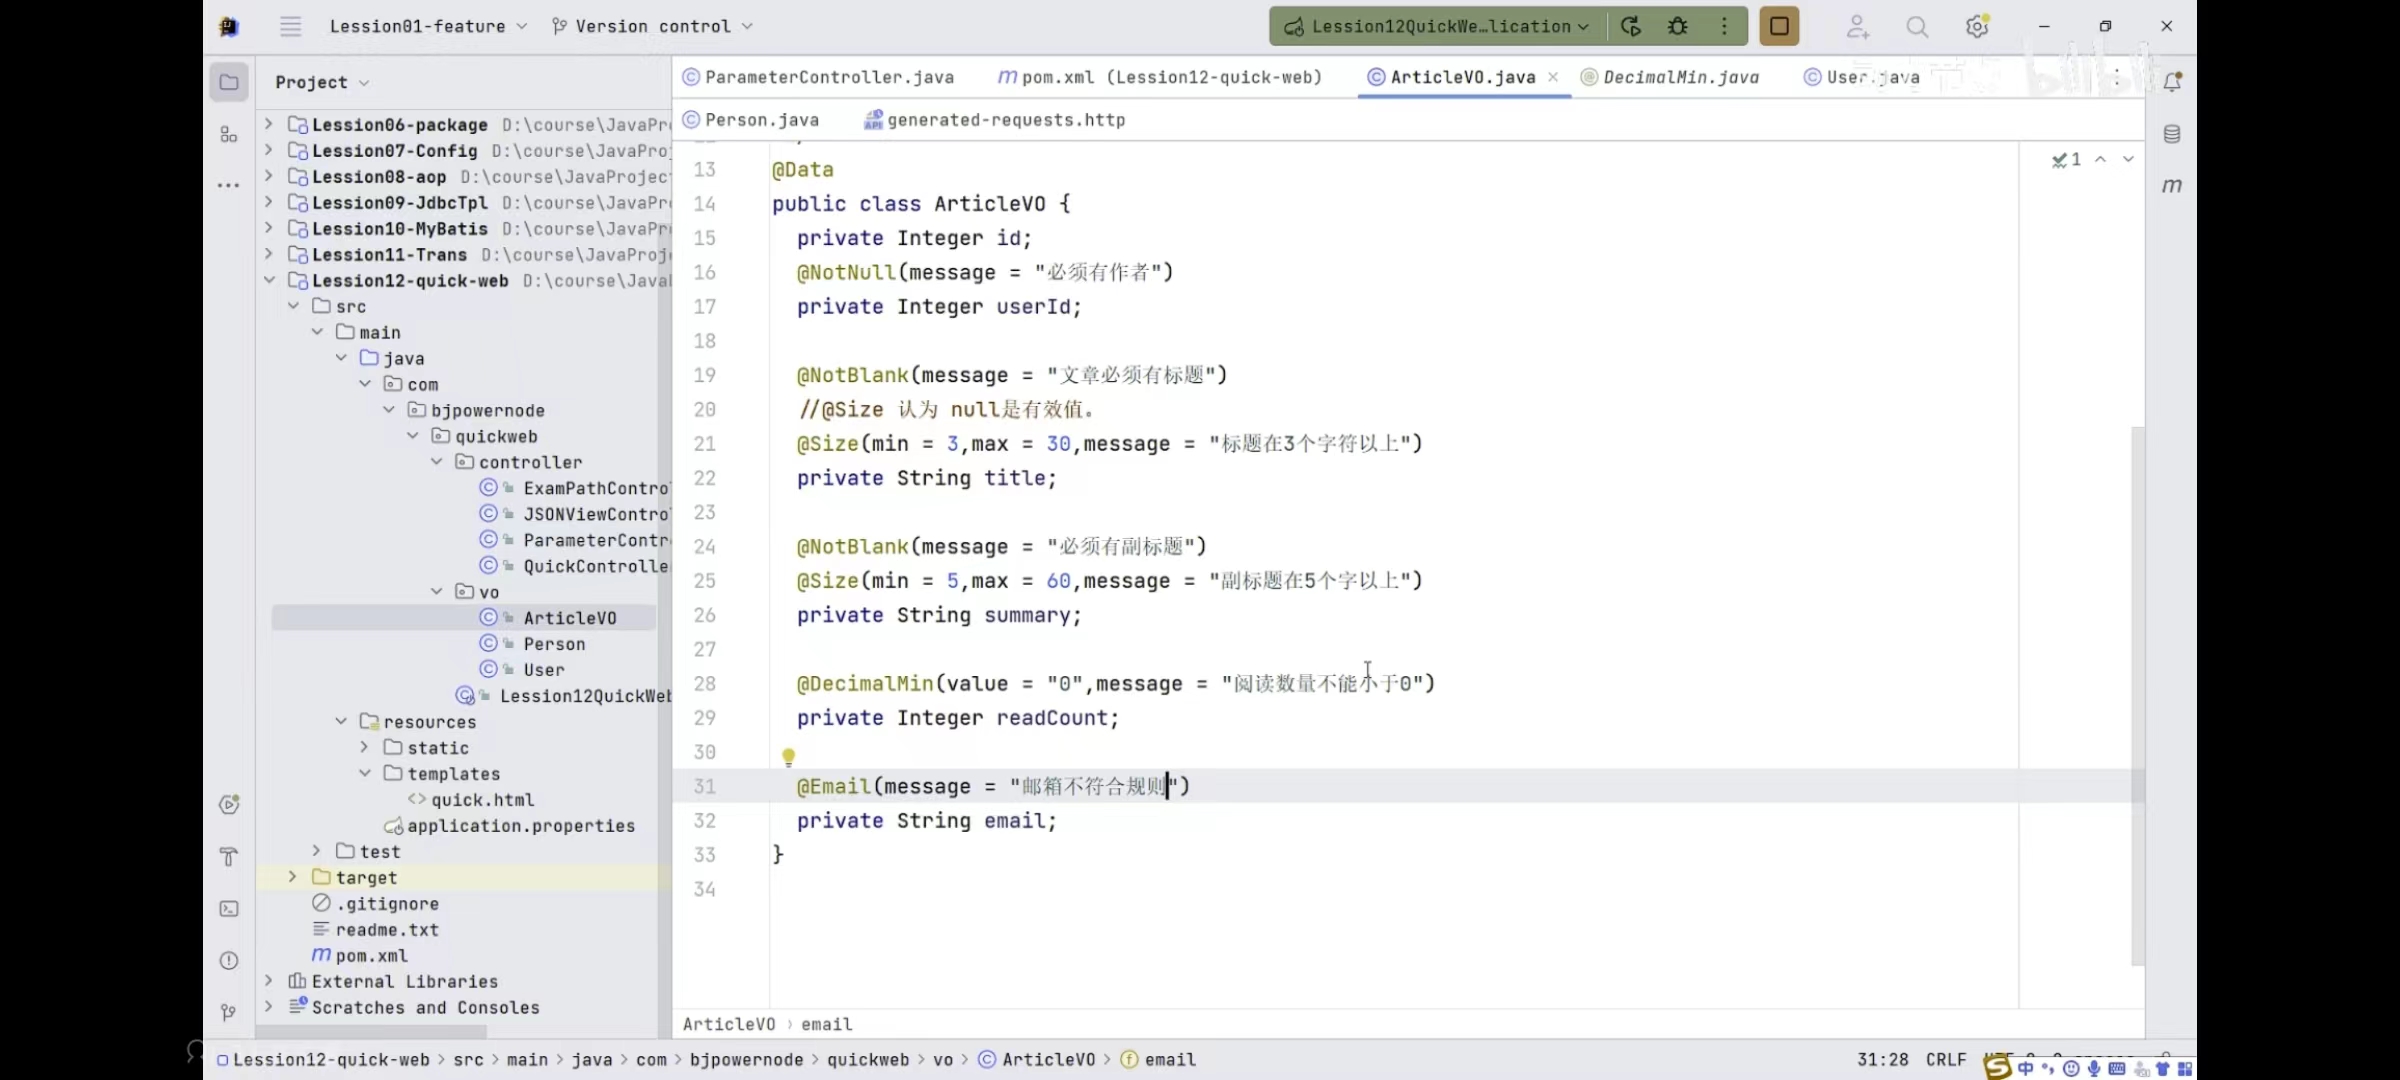 Lession01-feature Version control Lession12QuickWe…lication
Project
ParameterController.java pom.xml (Lession12-quick-web) ArticleVO.java DecimalMin.java User.java
Person.java generated-requests.http
Lession06-package D:\course\JavaPr
Lession07-Config D:\course\JavaPro
Lession08-aop D:\course\JavaProjec
Lession09-JdbcTpl D:\course\JavaPr
Lession10-MyBatis D:\course\JavaPr
Lession11-Trans D:\course\JavaProj
Lession12-quick-web D:\course\Java
src
main
java
com
bjpowernode
quickweb
controller
ExamPathContro
JSONViewContro
ParameterContr
QuickControlle
vo
ArticleVO
Person
User
Lession12QuickWeb
resources
static
templates
quick.html
application.properties
test
target
.gitignore
readme.txt
pom.xml
External Libraries
Scratches and Consoles
1
13 @Data
14 public class ArticleVO {
15 private Integer id;
16 @NotNull(message = "必须有作者")
17 private Integer userId;
18
19 @NotBlank(message = "文章必须有标题")
20 //@Size 认为 null是有效值。
21 @Size(min = 3,max = 30,message = "标题在3个字符以上")
22 private String title;
23
24 @NotBlank(message = "必须有副标题")
25 @Size(min = 5,max = 60,message = "副标题在5个字以上")
26 private String summary;
27
28 @DecimalMin(value = "0",message = "阅读数量不能小于0")
29 private Integer readCount;
30
31 @Email(message = "邮箱不符合规则")
32 private String email;
33 }
34
ArticleVO › email
Lession12-quick-web > src > main > java > com > bjpowernode > quickweb > vo > ArticleVO > email 31:28 CRLF
中